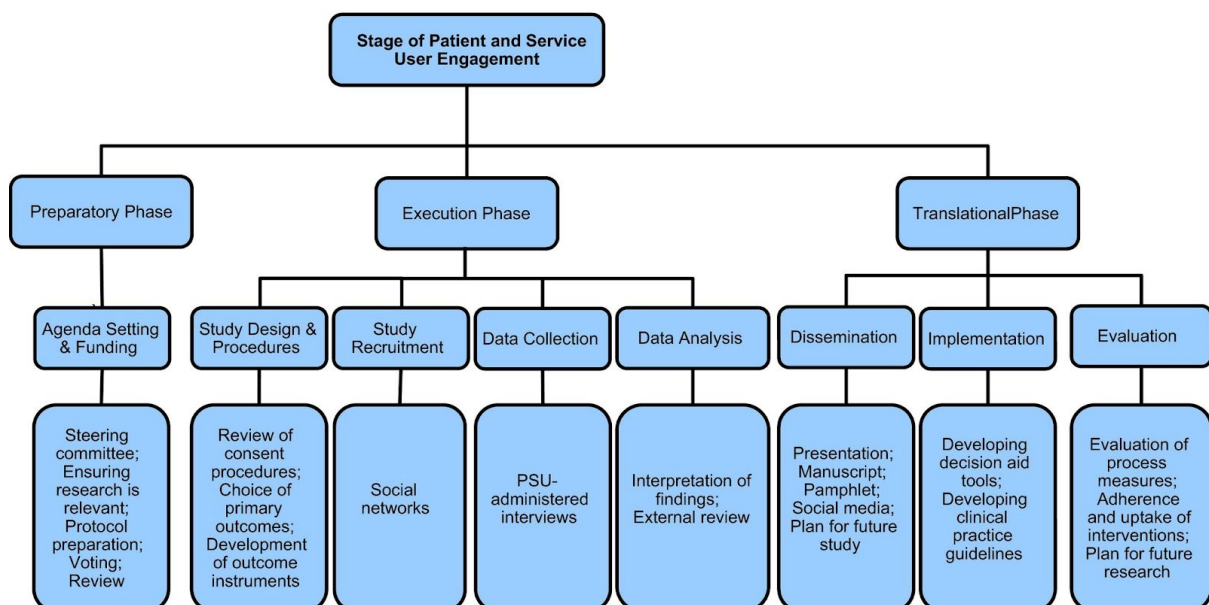 Stage of Patient and Service
User Engagement
Preparatory Phase
Execution Phase
TranslationalPhase
Agenda Setting
& Funding
Study Design &
Procedures
Study
Recruitment
Data Collection
Data Analysis
Dissemination
Implementation
Evaluation
Steering
committee;
Ensuring
research is
relevant;
Protocol
preparation;
Voting;
Review
Review of
consent
procedures;
Choice of
primary
outcomes;
Development
of outcome
instruments
Social
networks
PSU-
administered
interviews
Interpretation of
findings;
External review
Presentation;
Manuscript;
Pamphlet;
Social media;
Plan for future
study
Developing
decision aid
tools;
Developing
clinical
practice
guidelines
Evaluation of
process
measures;
Adherence
and uptake of
interventions;
Plan for future
research